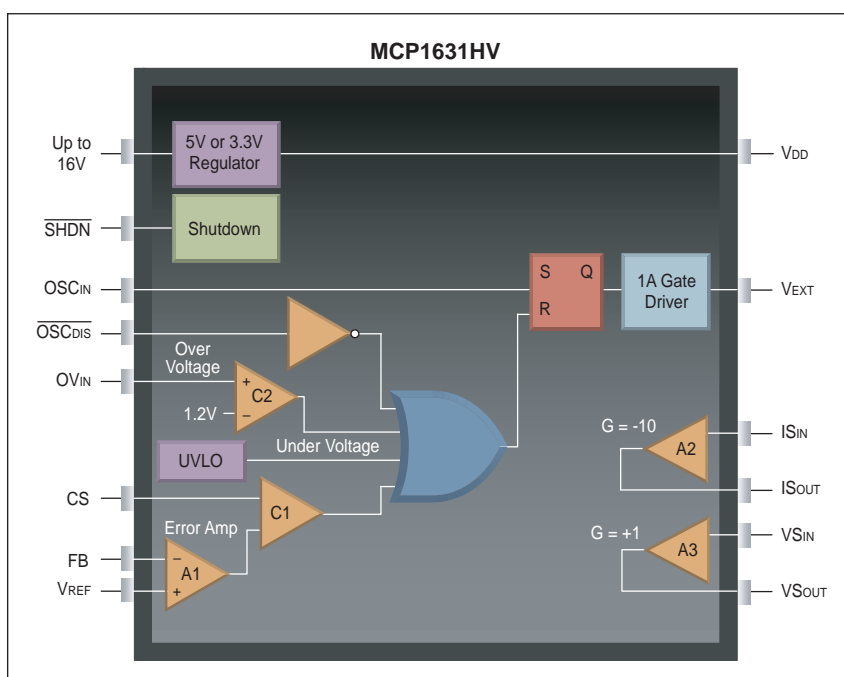 MCP1631HV
Up to
16V
5V or 3.3V
Regulator
VDD
SHDN
Shutdown
OSCIN
S Q
R
1A Gate
Driver
VEXT
OSCDIS
Over
Voltage
OVIN
+
C2
1.2V
−
Under Voltage
UVLO
G = -10
A2
ISIN
ISOUT
CS
C1
Error Amp
FB
−
A1
VREF
+
G = +1
A3
VSIN
VSOUT